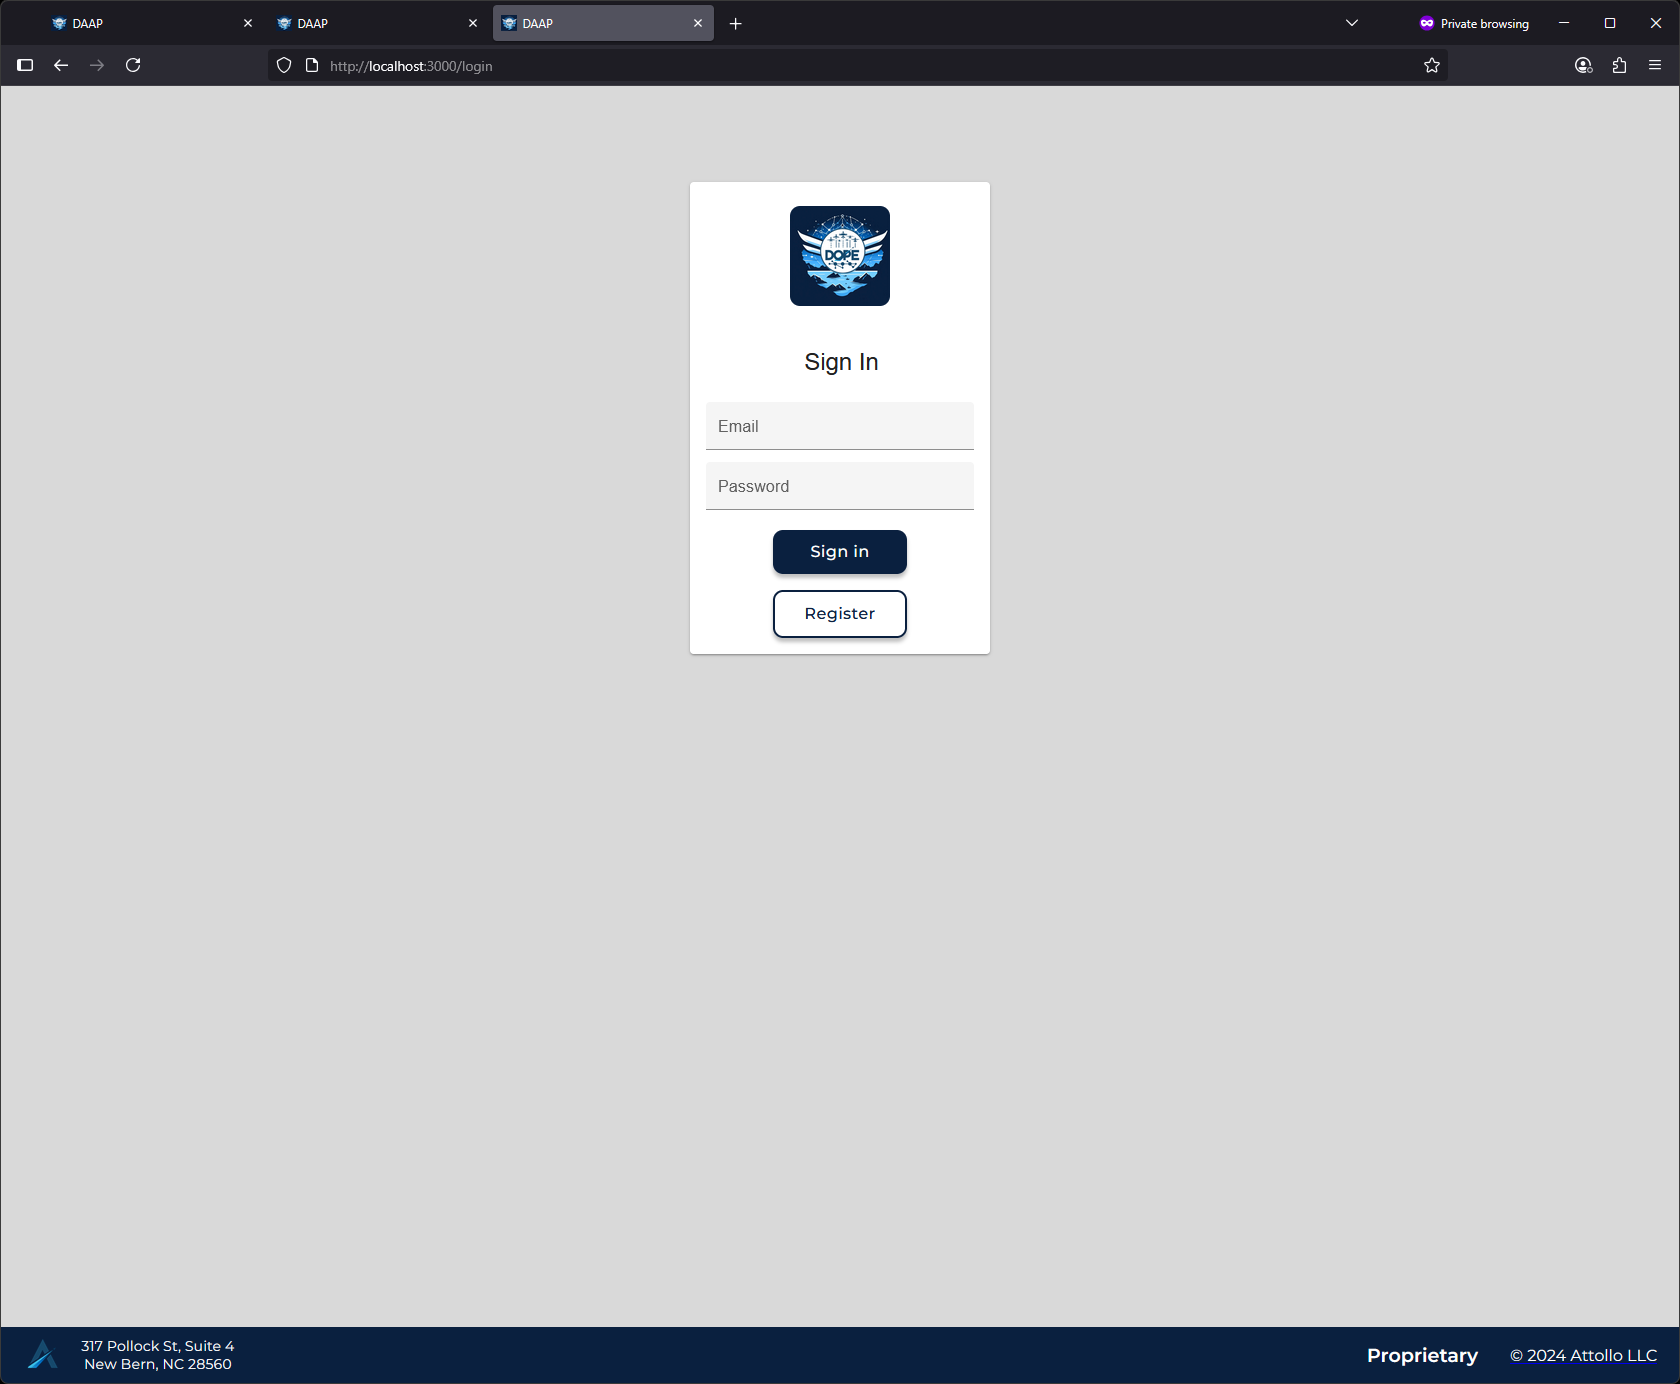 DAAP
DAAP
DAAP
Private browsing
http://localhost:3000/login
DOPE
Sign In
Email
Password
Sign in
Register
317 Pollock St, Suite 4
New Bern, NC 28560
Proprietary
© 2024 Attollo LLC